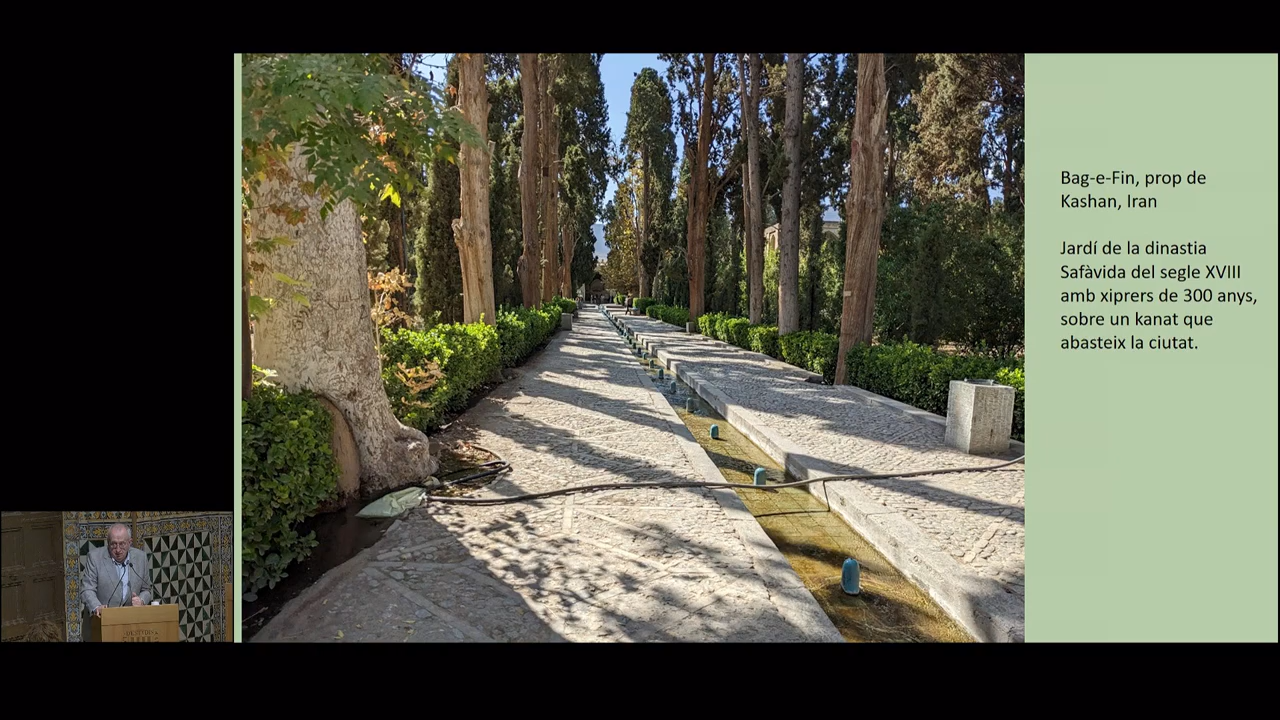 Bag-e-Fin, prop de
Kashan, Iran
Jardí de la dinastia
Safàvida del segle XVIII
amb xiprers de 300 anys,
sobre un kanat que
abasteix la ciutat.